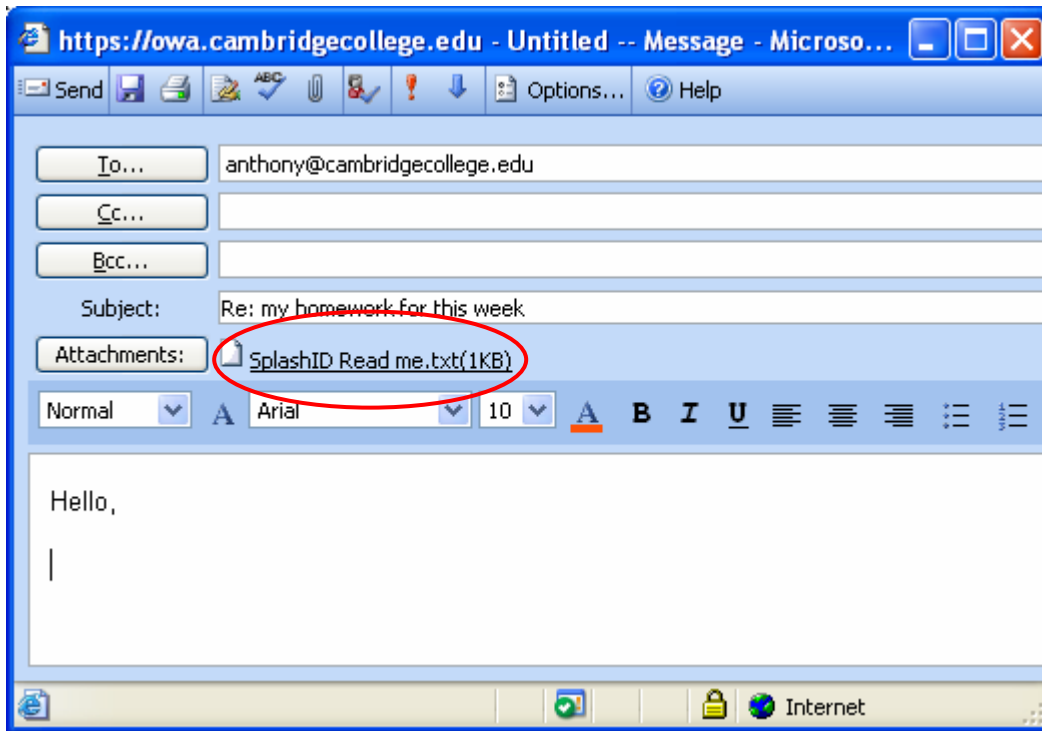 https://owa.cambridgecollege.edu - Untitled -- Message - Microso...
Send ABC Options... Help
To... anthony@cambridgecollege.edu
Cc...
Bcc...
Subject: Re: my homework for this week
Attachments: SplashID Read me.txt(1KB)
Normal A Arial 10 A B I U
Hello,
Internet